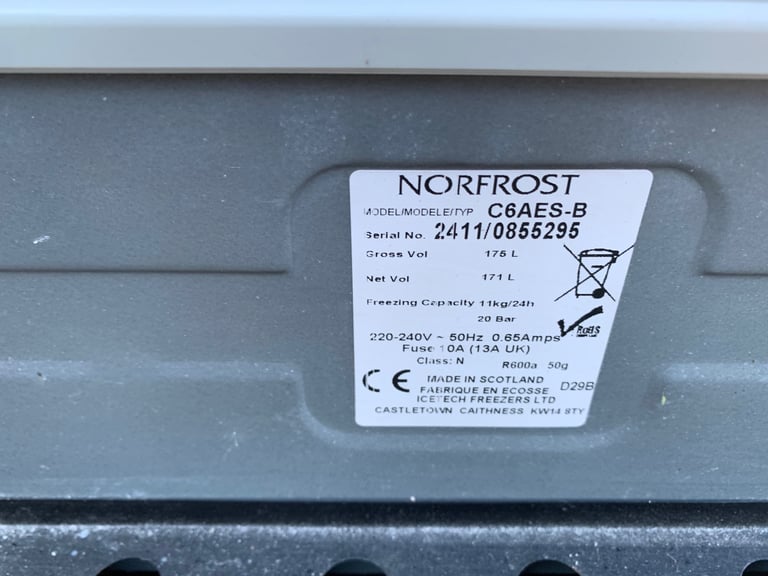 NORFROST
MODEL/MODELE/TYP C6AES-B
Serial No. 2411/0855295
Gross Vol 175 L
Net Vol 171 L
Freezing Capacity 11kg/24h
20 Bar
RoHS
220-240V ~ 50Hz 0.65Amps
Fuse 10A (13A UK)
Class: N R600a 50g
CE MADE IN SCOTLAND D29B
FABRIQUE EN ECOSSE
ICETECH FREEZERS LTD
CASTLETOWN CAITHNESS KW14 8TY